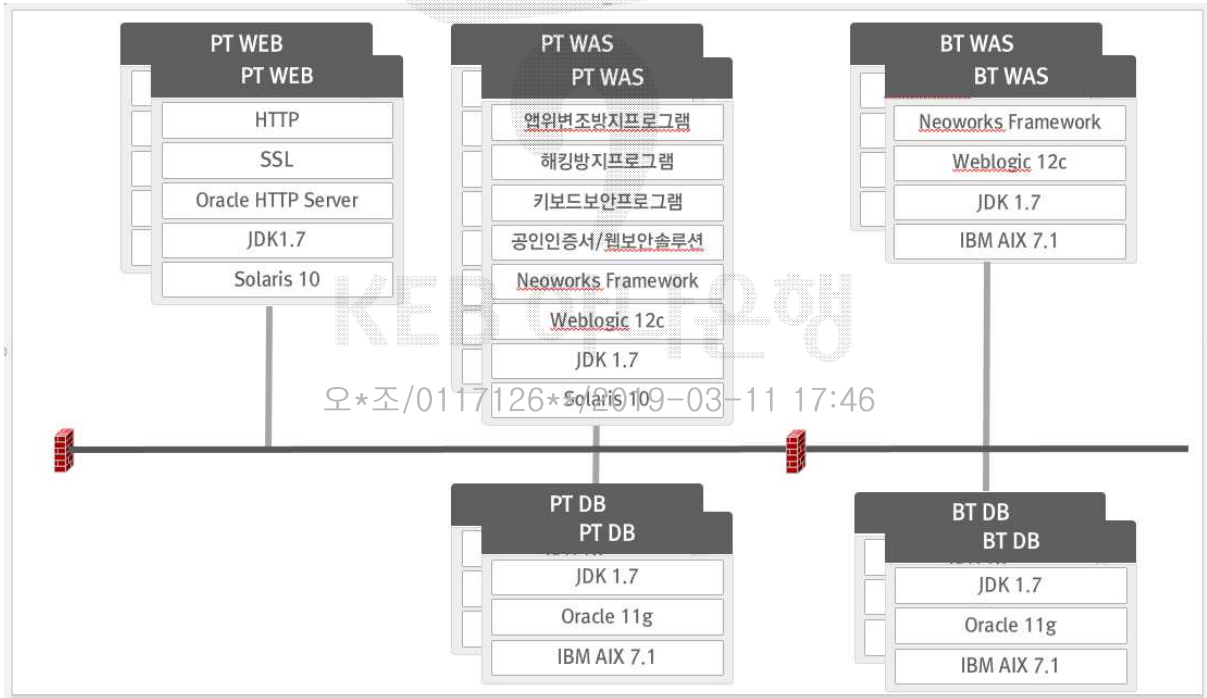 PT WEB
PT WEB
HTTP
SSL
Oracle HTTP Server
JDK1.7
Solaris 10
PT WAS
PT WAS
앱위변조방지프로그램
해킹방지프로그램
키보드보안프로그램
공인인증서/웹보안솔루션
Neoworks Framework
Weblogic 12c
JDK 1.7
Solaris 10
BT WAS
BT WAS
Neoworks Framework
Weblogic 12c
JDK 1.7
IBM AIX 7.1
KEB 하나은행
오*조/0117126**/2019-03-11 17:46
PT DB
PT DB
JDK 1.7
Oracle 11g
IBM AIX 7.1
BT DB
BT DB
JDK 1.7
Oracle 11g
IBM AIX 7.1